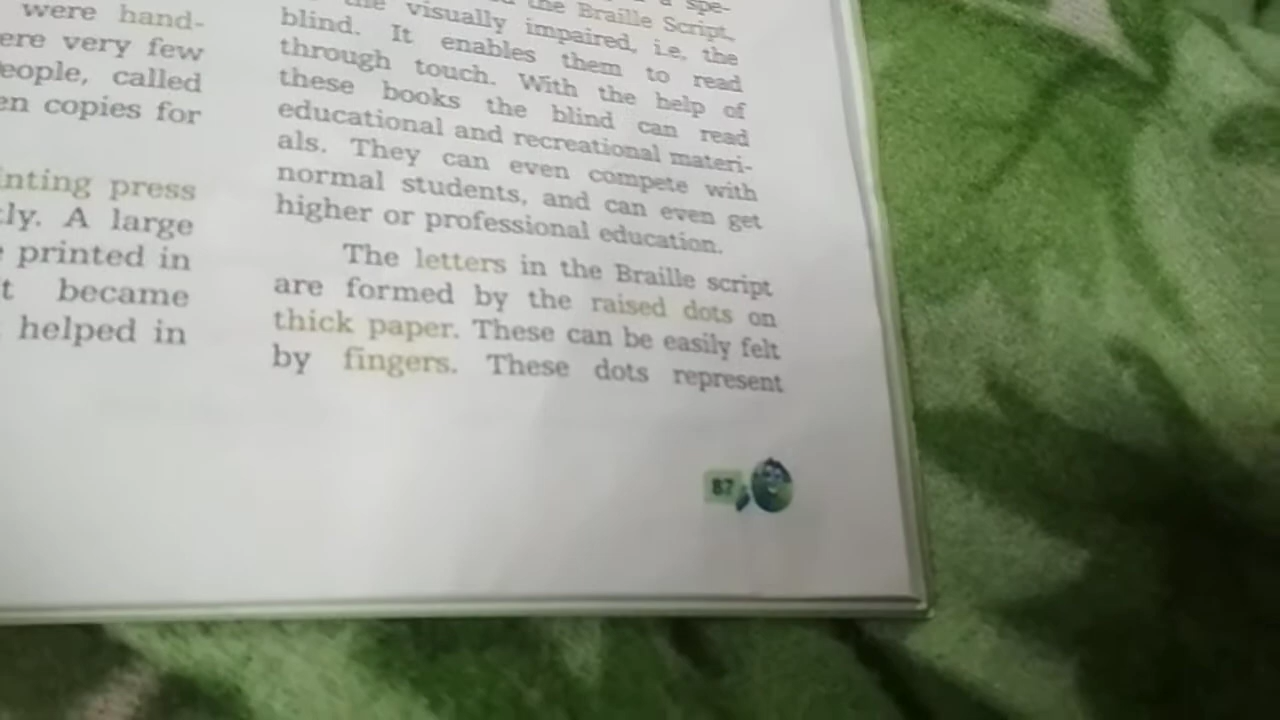 were hand-
ere very few
eople, called
en copies for
inting press
tly. A large
printed in
t became
helped in
a spe-
the Braille Script,
the visually impaired, i.e. the
blind. It enables them to read
through touch. With the help of
these books the blind can read
educational and recreational materi-
als. They can even compete with
normal students, and can even get
higher or professional education.
The letters in the Braille script
are formed by the raised dots on
thick paper. These can be easily felt
by fingers. These dots represent
87